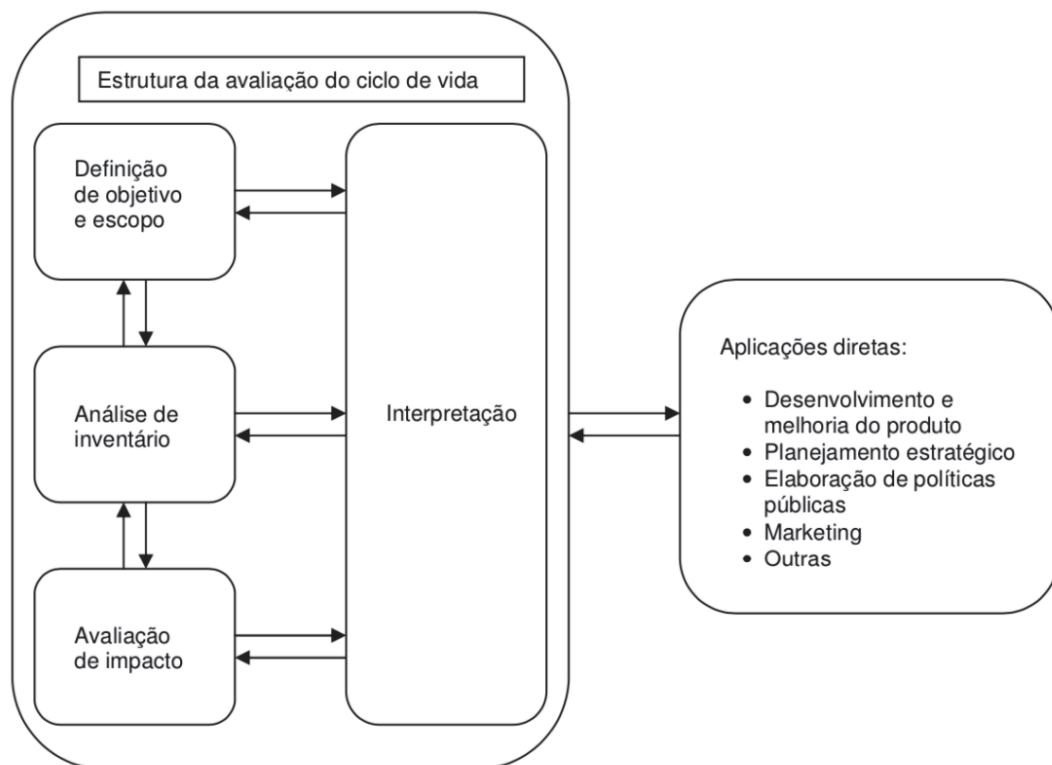 Estrutura da avaliação do ciclo de vida
Definição
de objetivo
e escopo
Análise de
inventário
Avaliação
de impacto
Interpretação
Aplicações diretas:
• Desenvolvimento e
melhoria do produto
• Planejamento estratégico
• Elaboração de políticas
públicas
• Marketing
• Outras